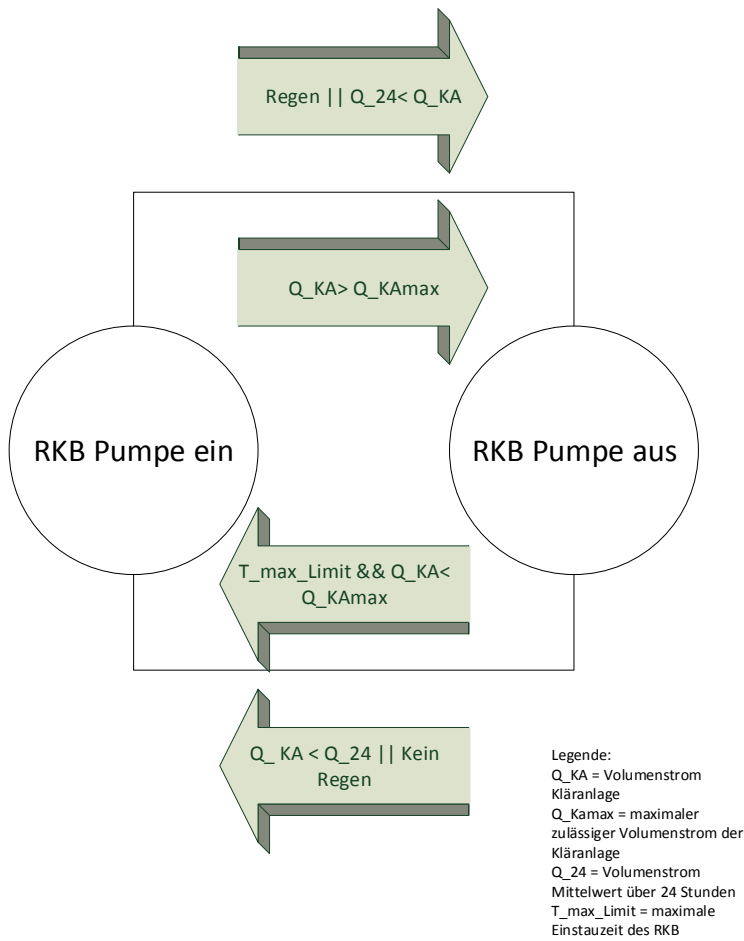 Regen || Q_24< Q_KA
Q_KA> Q_KAmax
RKB Pumpe ein
RKB Pumpe aus
T_max_Limit && Q_KA<
Q_KAmax
Q_ KA < Q_24 || Kein
Regen
Legende:
Q_KA = Volumenstrom
Kläranlage
Q_Kamax = maximaler
zulässiger Volumenstrom der
Kläranlage
Q_24 = Volumenstrom
Mittelwert über 24 Stunden
T_max_Limit = maximale
Einstauzeit des RKB